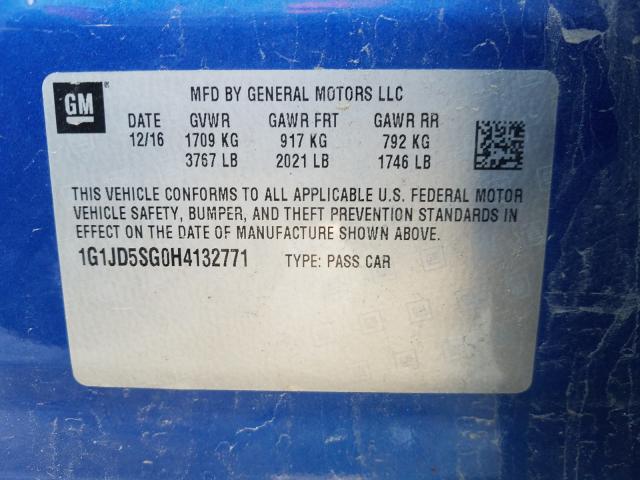 GM ®
MFD BY GENERAL MOTORS LLC
DATE GVWR GAWR FRT GAWR RR
12/16 1709 KG 917 KG 792 KG
3767 LB 2021 LB 1746 LB
THIS VEHICLE CONFORMS TO ALL APPLICABLE U.S. FEDERAL MOTOR
VEHICLE SAFETY, BUMPER, AND THEFT PREVENTION STANDARDS IN
EFFECT ON THE DATE OF MANUFACTURE SHOWN ABOVE.
1G1JD5SG0H4132771 TYPE: PASS CAR